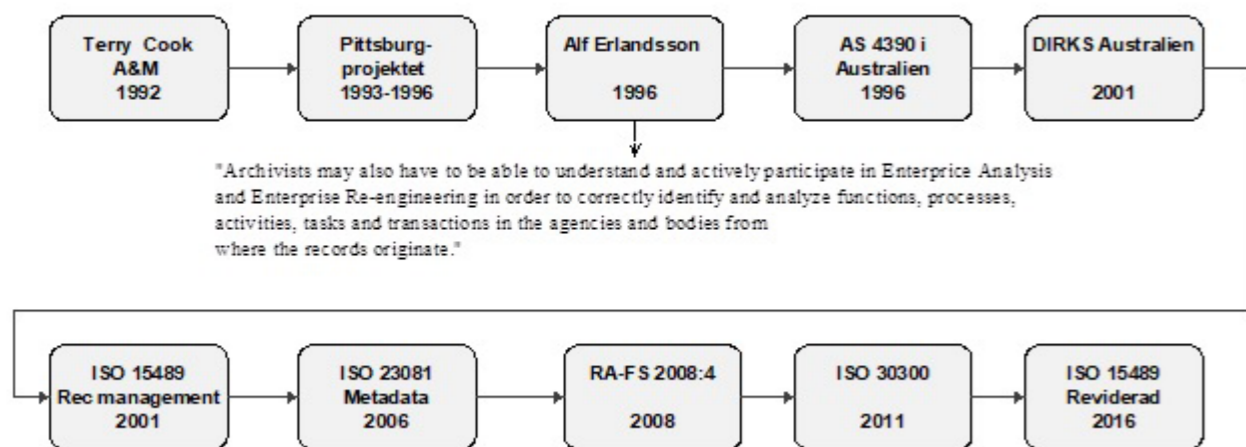 Terry Cook
A&M
1992
Pittsburg-
projektet
1993-1996
Alf Erlandsson
1996
AS 4390 i
Australien
1996
DIRKS Australien
2001
"Archivists may also have to be able to understand and actively participate in Enterprice Analysis
and Enterprise Re-engineering in order to correctly identify and analyze functions, processes,
activities, tasks and transactions in the agencies and bodies from
where the records originate."
ISO 15489
Rec management
2001
ISO 23081
Metadata
2006
RA-FS 2008:4
2008
ISO 30300
2011
ISO 15489
Reviderad
2016